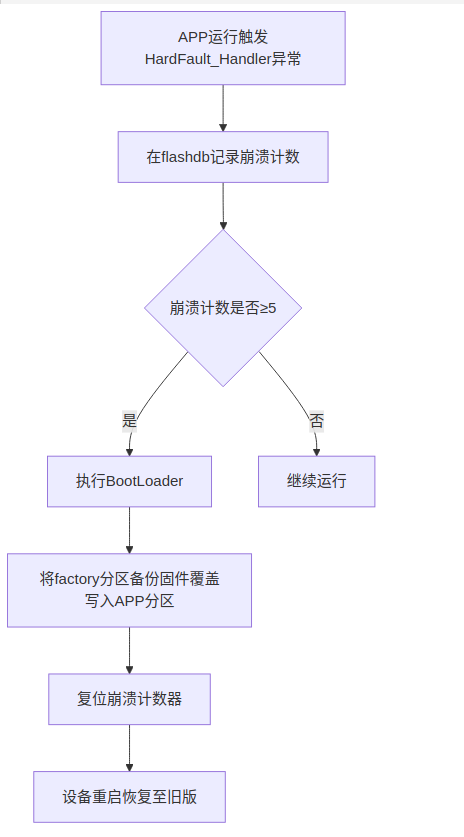 APP运行触发
HardFault_Handler异常
在flashdb记录崩溃计数
崩溃计数是否≥5
是
否
执行BootLoader
继续运行
将factory分区备份固件覆盖
写入APP分区
复位崩溃计数器
设备重启恢复至旧版